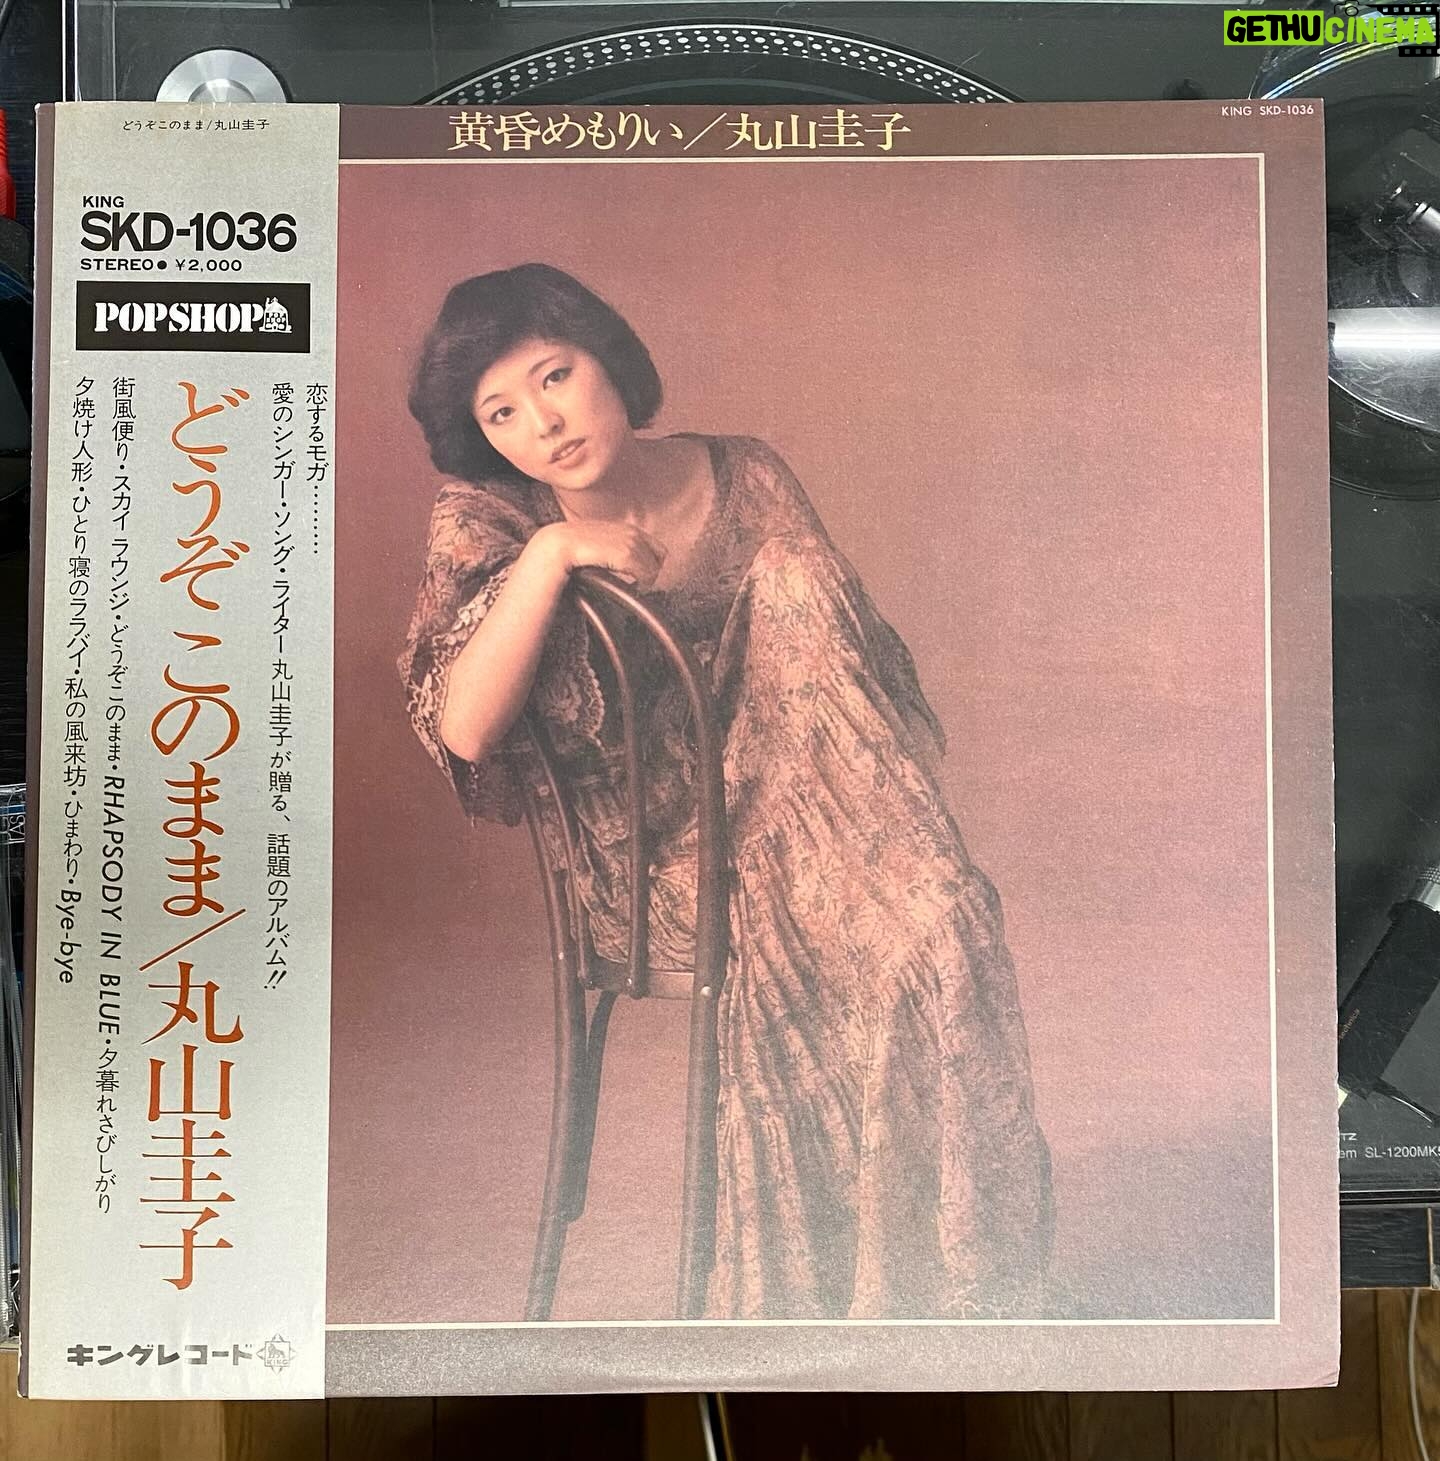 GETHUCINEMA
どうぞこのまま/丸山圭子
KING
SKD-1036
STEREO● ¥2,000
POPSHOP
恋するモガ………
愛のシンガー・ソング・ライター 丸山圭子が贈る、話題のアルバム!!
どうぞこのまま/丸山圭子
街風便り・スカイ ラウンジ・どうぞこのまま・RHAPSODY IN BLUE・夕暮れさびしがり
夕焼け人形・ひとり寝のララバイ・私の風来坊・ひまわり・Bye-bye
キングレコード
KING
黄昏めもりい/丸山圭子
KING SKD-1036
Technics
em SL-1200MK5